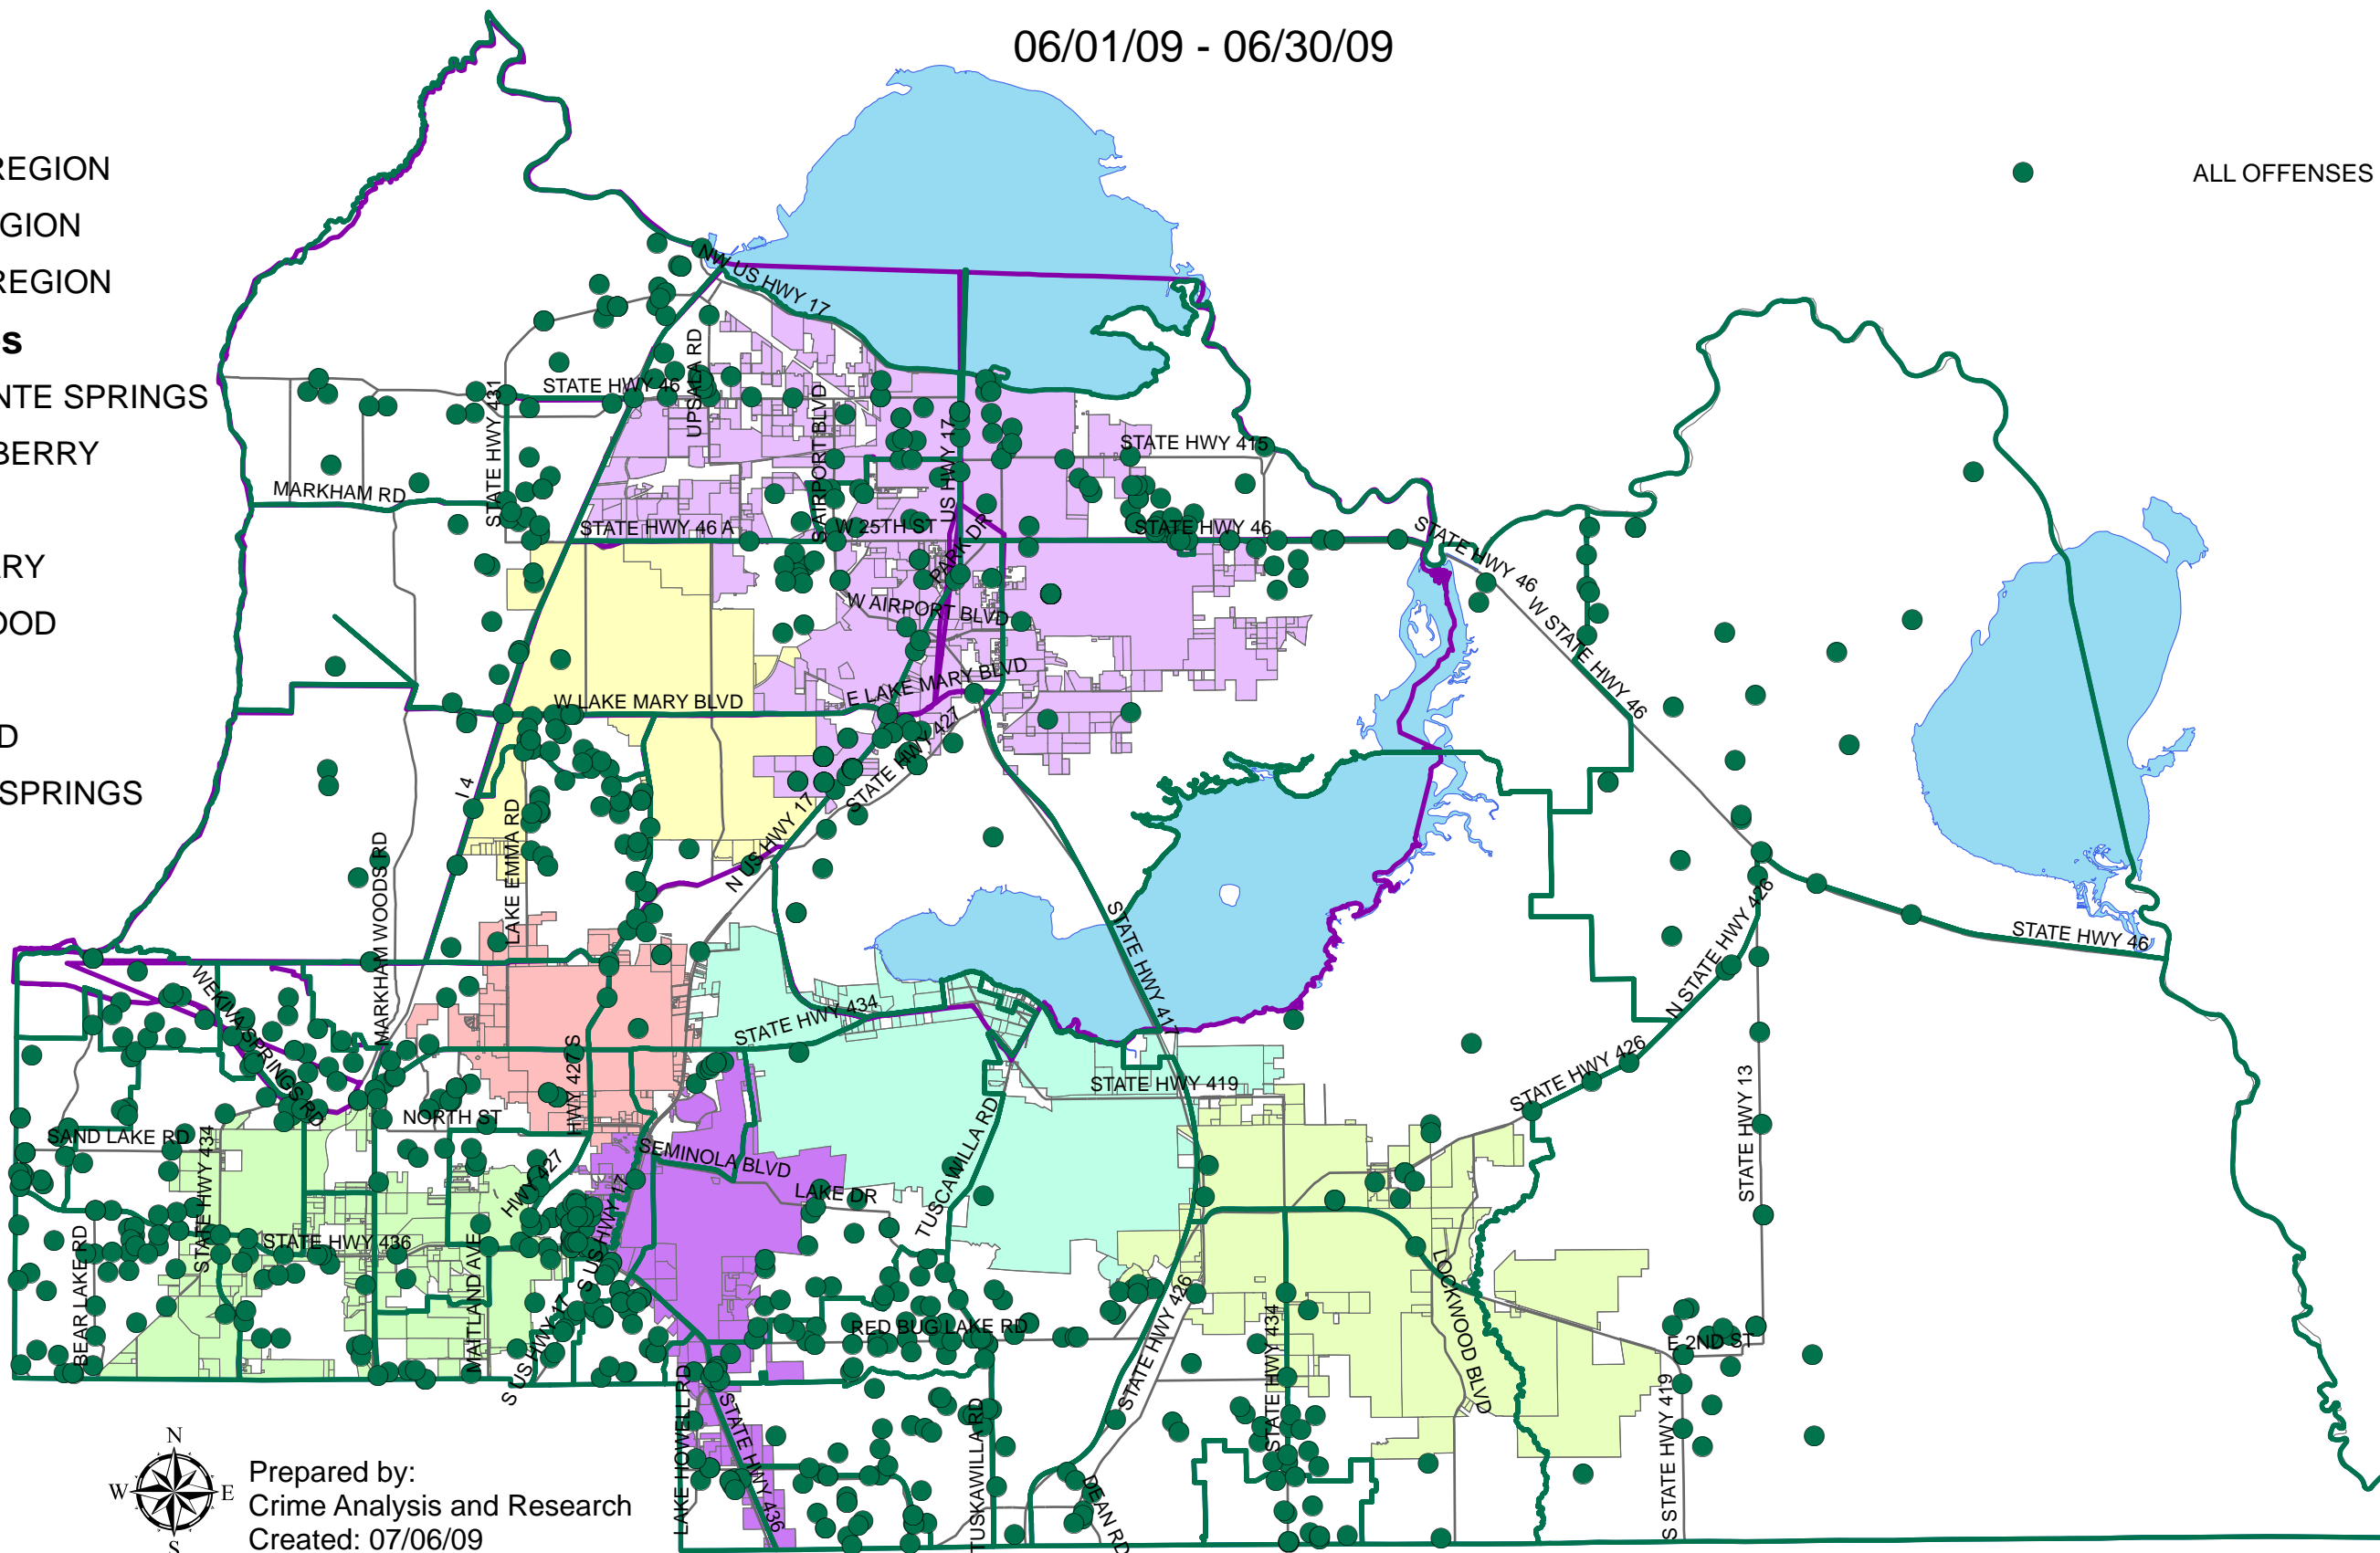 06/01/09 - 06/30/09
REGION
GION
REGION
s
NTE SPRINGS
BERRY
RY
OOD
D
SPRINGS
ALL OFFENSES
NW US HWY 17
UPSALA RD
STATE HWY 46
STATE HWY 431
S AIRPORT BLVD
US HWY 17
STATE HWY 415
MARKHAM RD
STATE HWY 46 A
W 25TH ST
PARK DR
STATE HWY 46
STATE HWY 46
W STATE HWY 46
W AIRPORT BLVD
W LAKE MARY BLVD
E LAKE MARY BLVD
STATE HWY 427
I 4
LAKE EMMA RD
N US HWY 17
MARKHAM WOODS RD
STATE HWY 417
N STATE HWY 426
STATE HWY 46
WEKIVA SPRINGS RD
STATE HWY 434
HWY 427 S
STATE HWY 419
STATE HWY 426
STATE HWY 13
NORTH ST
SAND LAKE RD
STATE HWY 434
SEMINOLA BLVD
LAKE DR
TUSCAWILLA RD
HWY 427
S US HWY 17
STATE HWY 436
BEAR LAKE RD
MAITLAND AVE
S US HWY 17
RED BUG LAKE RD
STATE HWY 426
STATE HWY 434
LOCKWOOD BLVD
E 2ND ST
S STATE HWY 419
LAKE HOWELL RD
STATE HWY 436
TUSKAWILLA RD
DEAN RD
N
W E
S
Prepared by:
Crime Analysis and Research
Created: 07/06/09